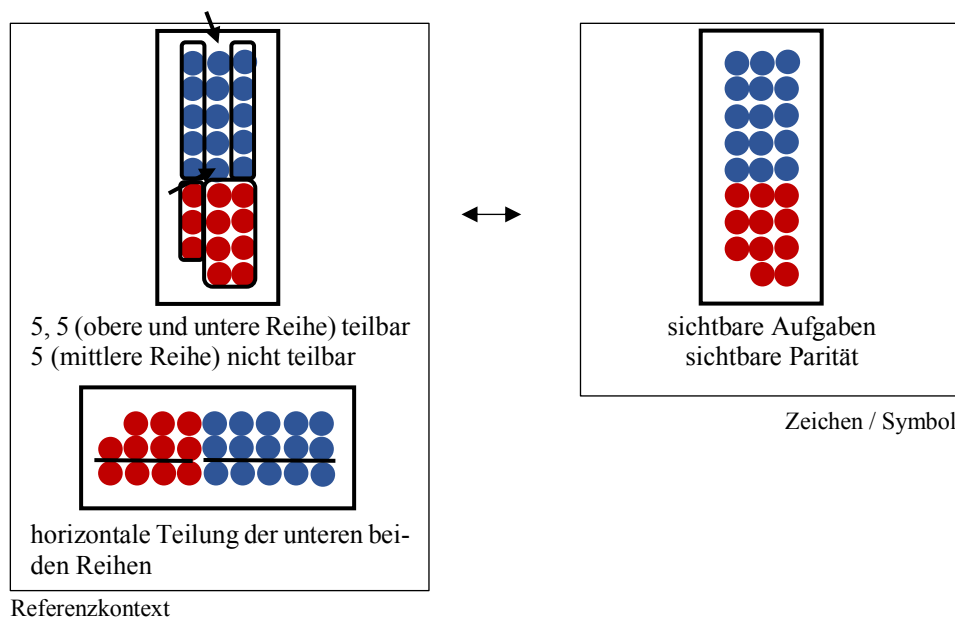 5, 5 (obere und untere Reihe) teilbar
5 (mittlere Reihe) nicht teilbar
horizontale Teilung der unteren bei-
den Reihen
Referenzkontext
sichtbare Aufgaben
sichtbare Parität
Zeichen / Symbol